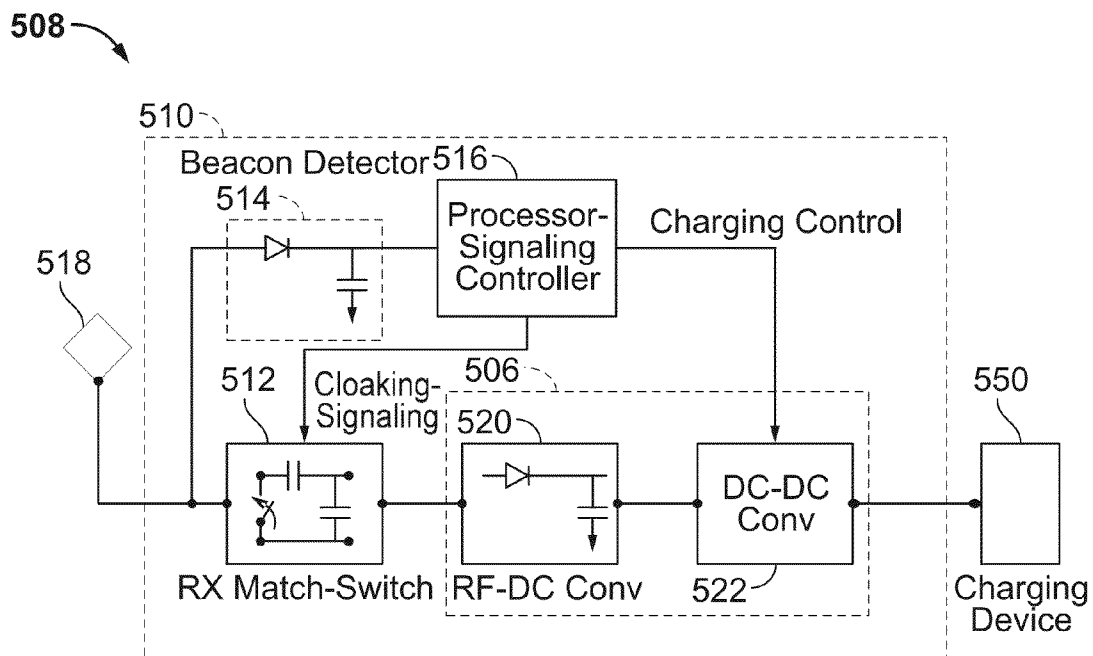 508
510
Beacon Detector
516
514
Processor-
Signaling
Controller
Charging Control
518
512
Cloaking-
Signaling
506
520
550
DC-DC
Conv
RX Match-Switch
RF-DC Conv
522
Charging
Device